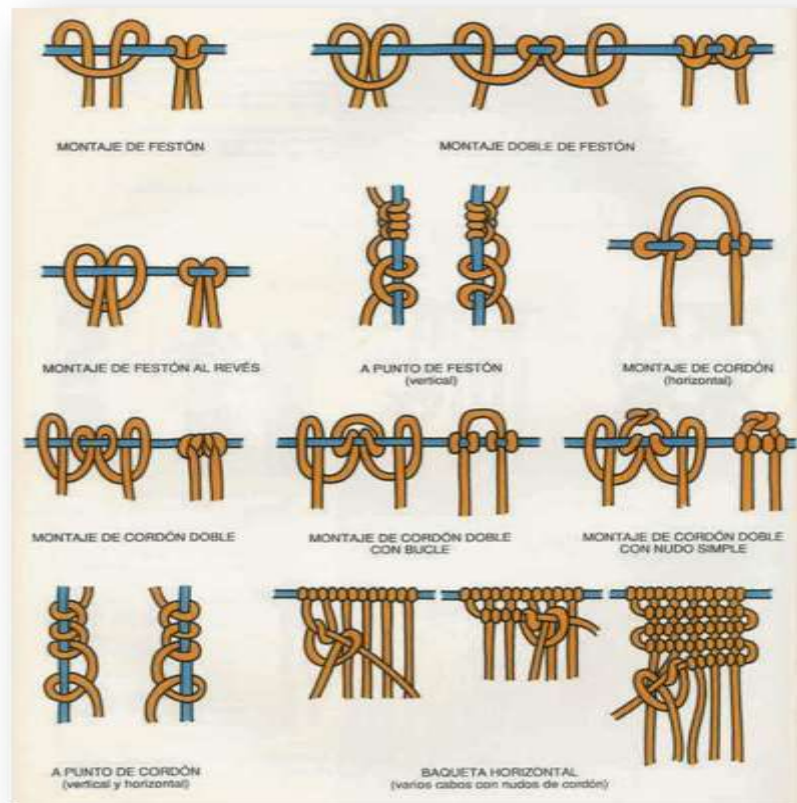 MONTAJE DE FESTÓN
MONTAJE DOBLE DE FESTÓN
MONTAJE DE FESTÓN AL REVÉS
A PUNTO DE FESTÓN
(vertical)
MONTAJE DE CORDÓN
(horizontal)
MONTAJE DE CORDÓN DOBLE
MONTAJE DE CORDÓN DOBLE
CON BUCLE
MONTAJE DE CORDÓN DOBLE
CON NUDO SIMPLE
A PUNTO DE CORDÓN
(vertical y horizontal)
BAQUETA HORIZONTAL
(varios cabos con nudos de cordón)